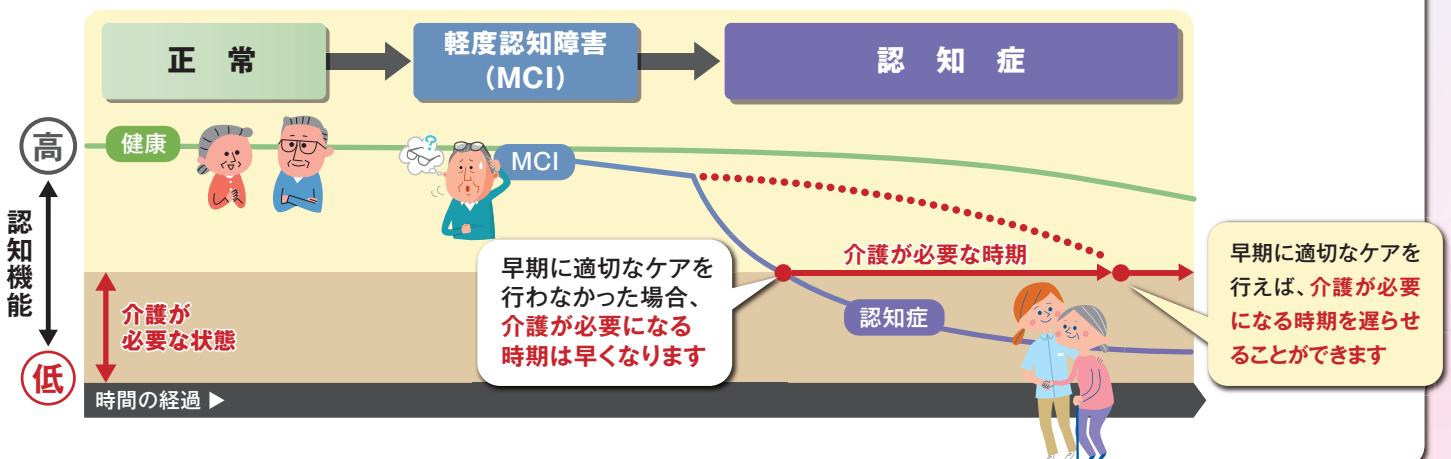 正常
軽度認知障害
（MCI）
認知症
高
健康
?
MCI
認知機能
介護が必要な時期
早期に適切なケアを
行わなかった場合、
介護が必要になる
時期は早くなります
早期に適切なケアを
行えば、介護が必要
になる時期を遅らせ
ることができます
介護が
必要な状態
認知症
低
時間の経過 ▶